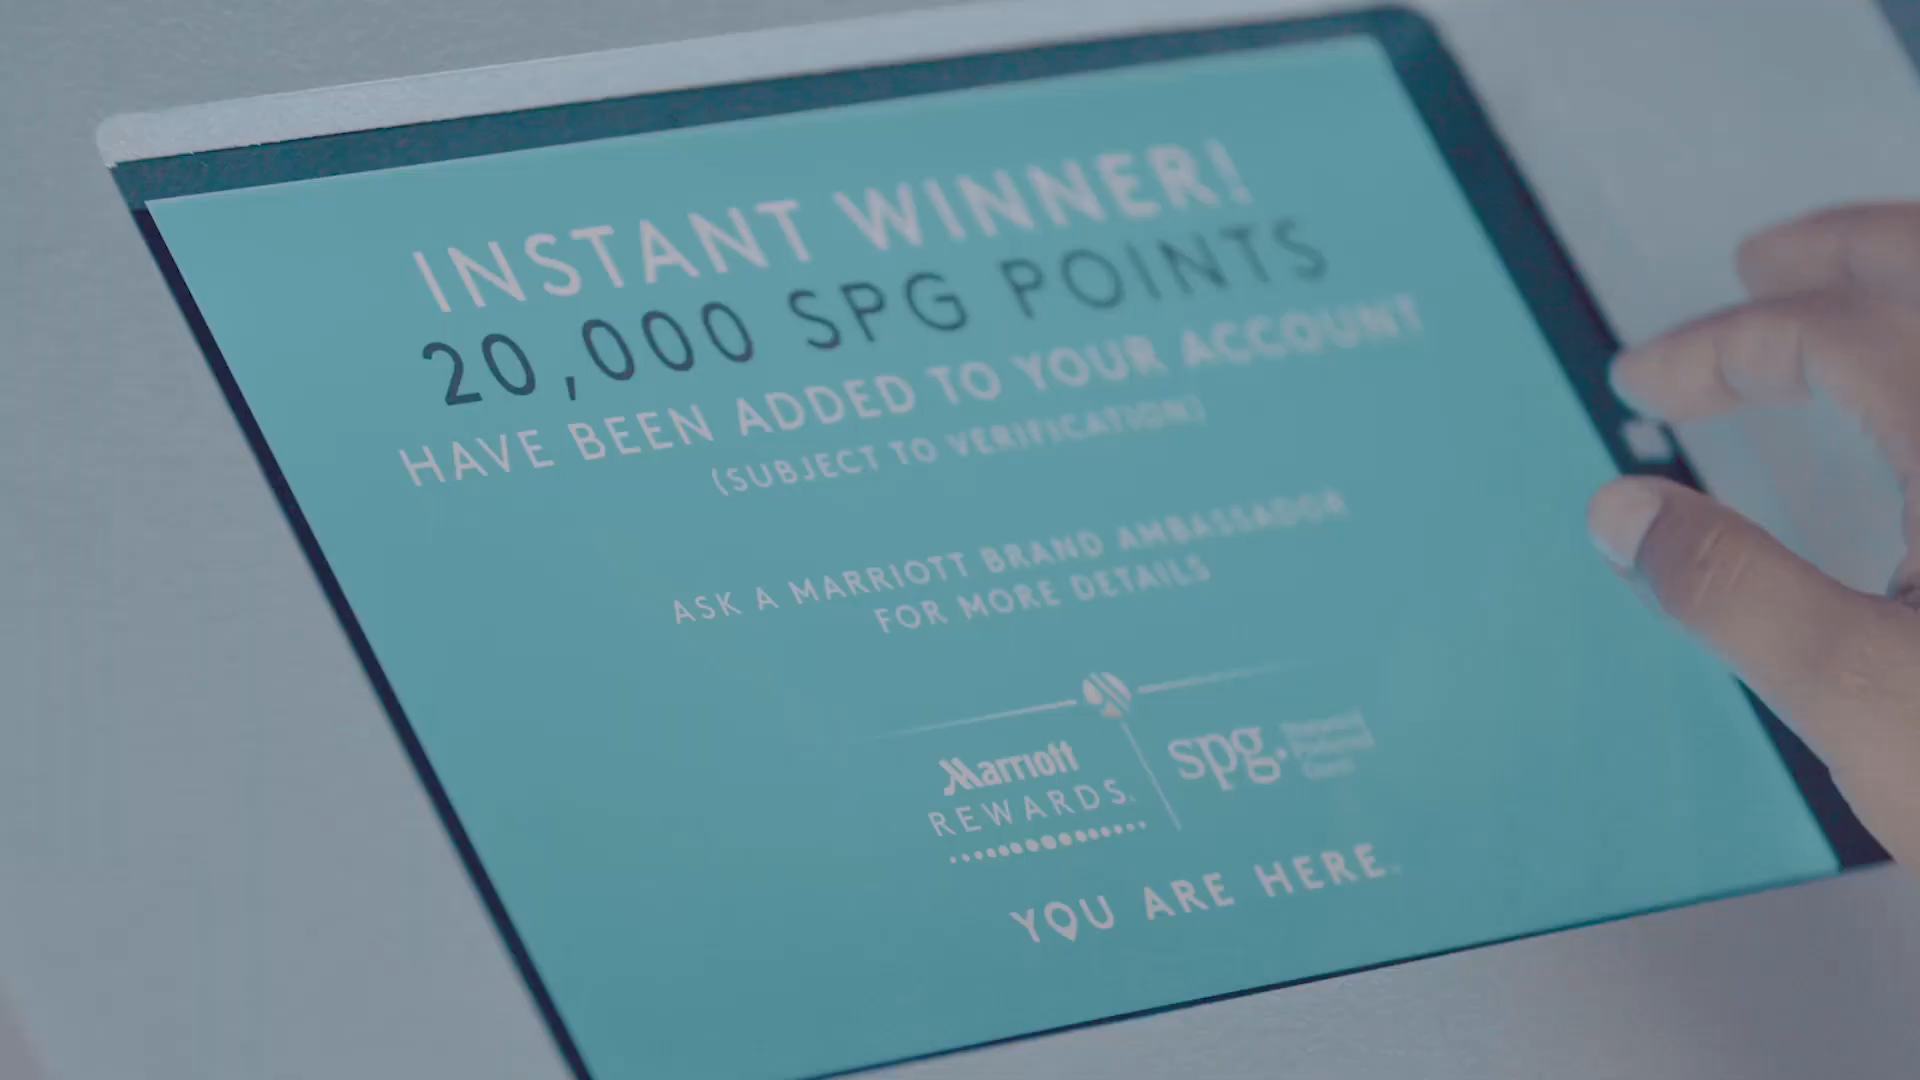 INSTANT WINNER!
20,000 SPG POINTS
HAVE BEEN ADDED TO YOUR ACCOUNT
(SUBJECT TO VERIFICATION)
ASK A MARRIOTT BRAND AMBASSADOR
FOR MORE DETAILS
Marriott
REWARDS.
spg.
YOU ARE HERE.